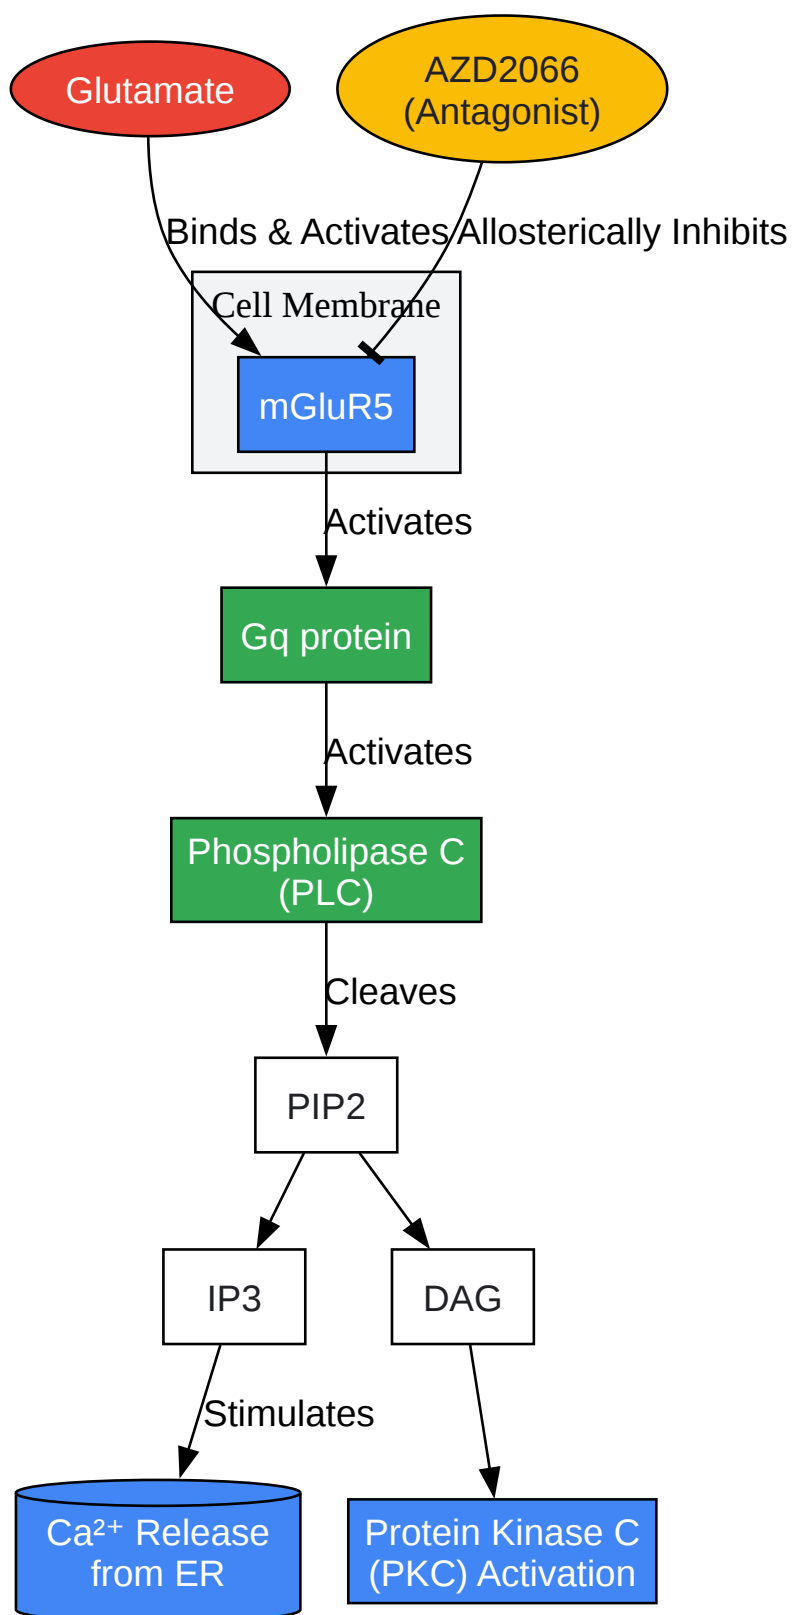 Glutamate
AZD2066
(Antagonist)
Binds & Activates
Allosterically Inhibits
Cell Membrane
mGluR5
Activates
Gq protein
Activates
Phospholipase C
(PLC)
Cleaves
PIP2
IP3
DAG
Stimulates
Ca²⁺ Release
from ER
Protein Kinase C
(PKC) Activation